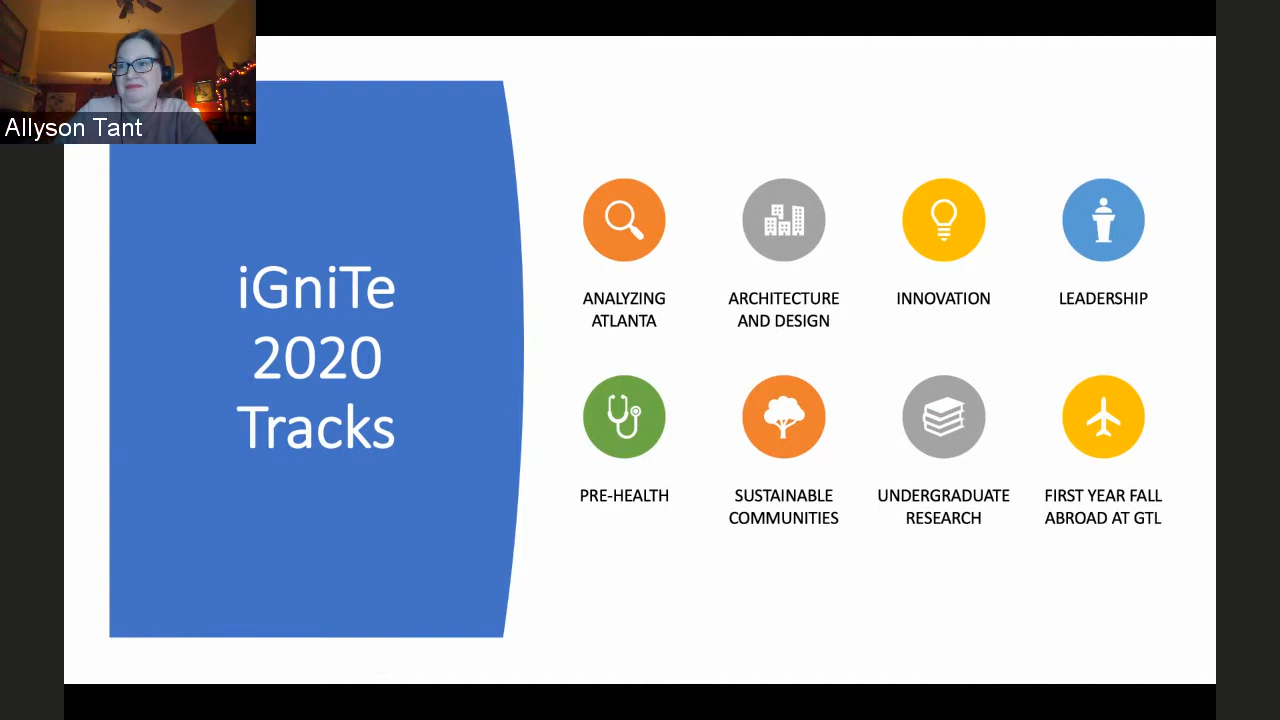 Allyson Tant
iGniTe
2020
Tracks
ANALYZING
ATLANTA
ARCHITECTURE
AND DESIGN
INNOVATION
LEADERSHIP
PRE-HEALTH
SUSTAINABLE
COMMUNITIES
UNDERGRADUATE
RESEARCH
FIRST YEAR FALL
ABROAD AT GTL